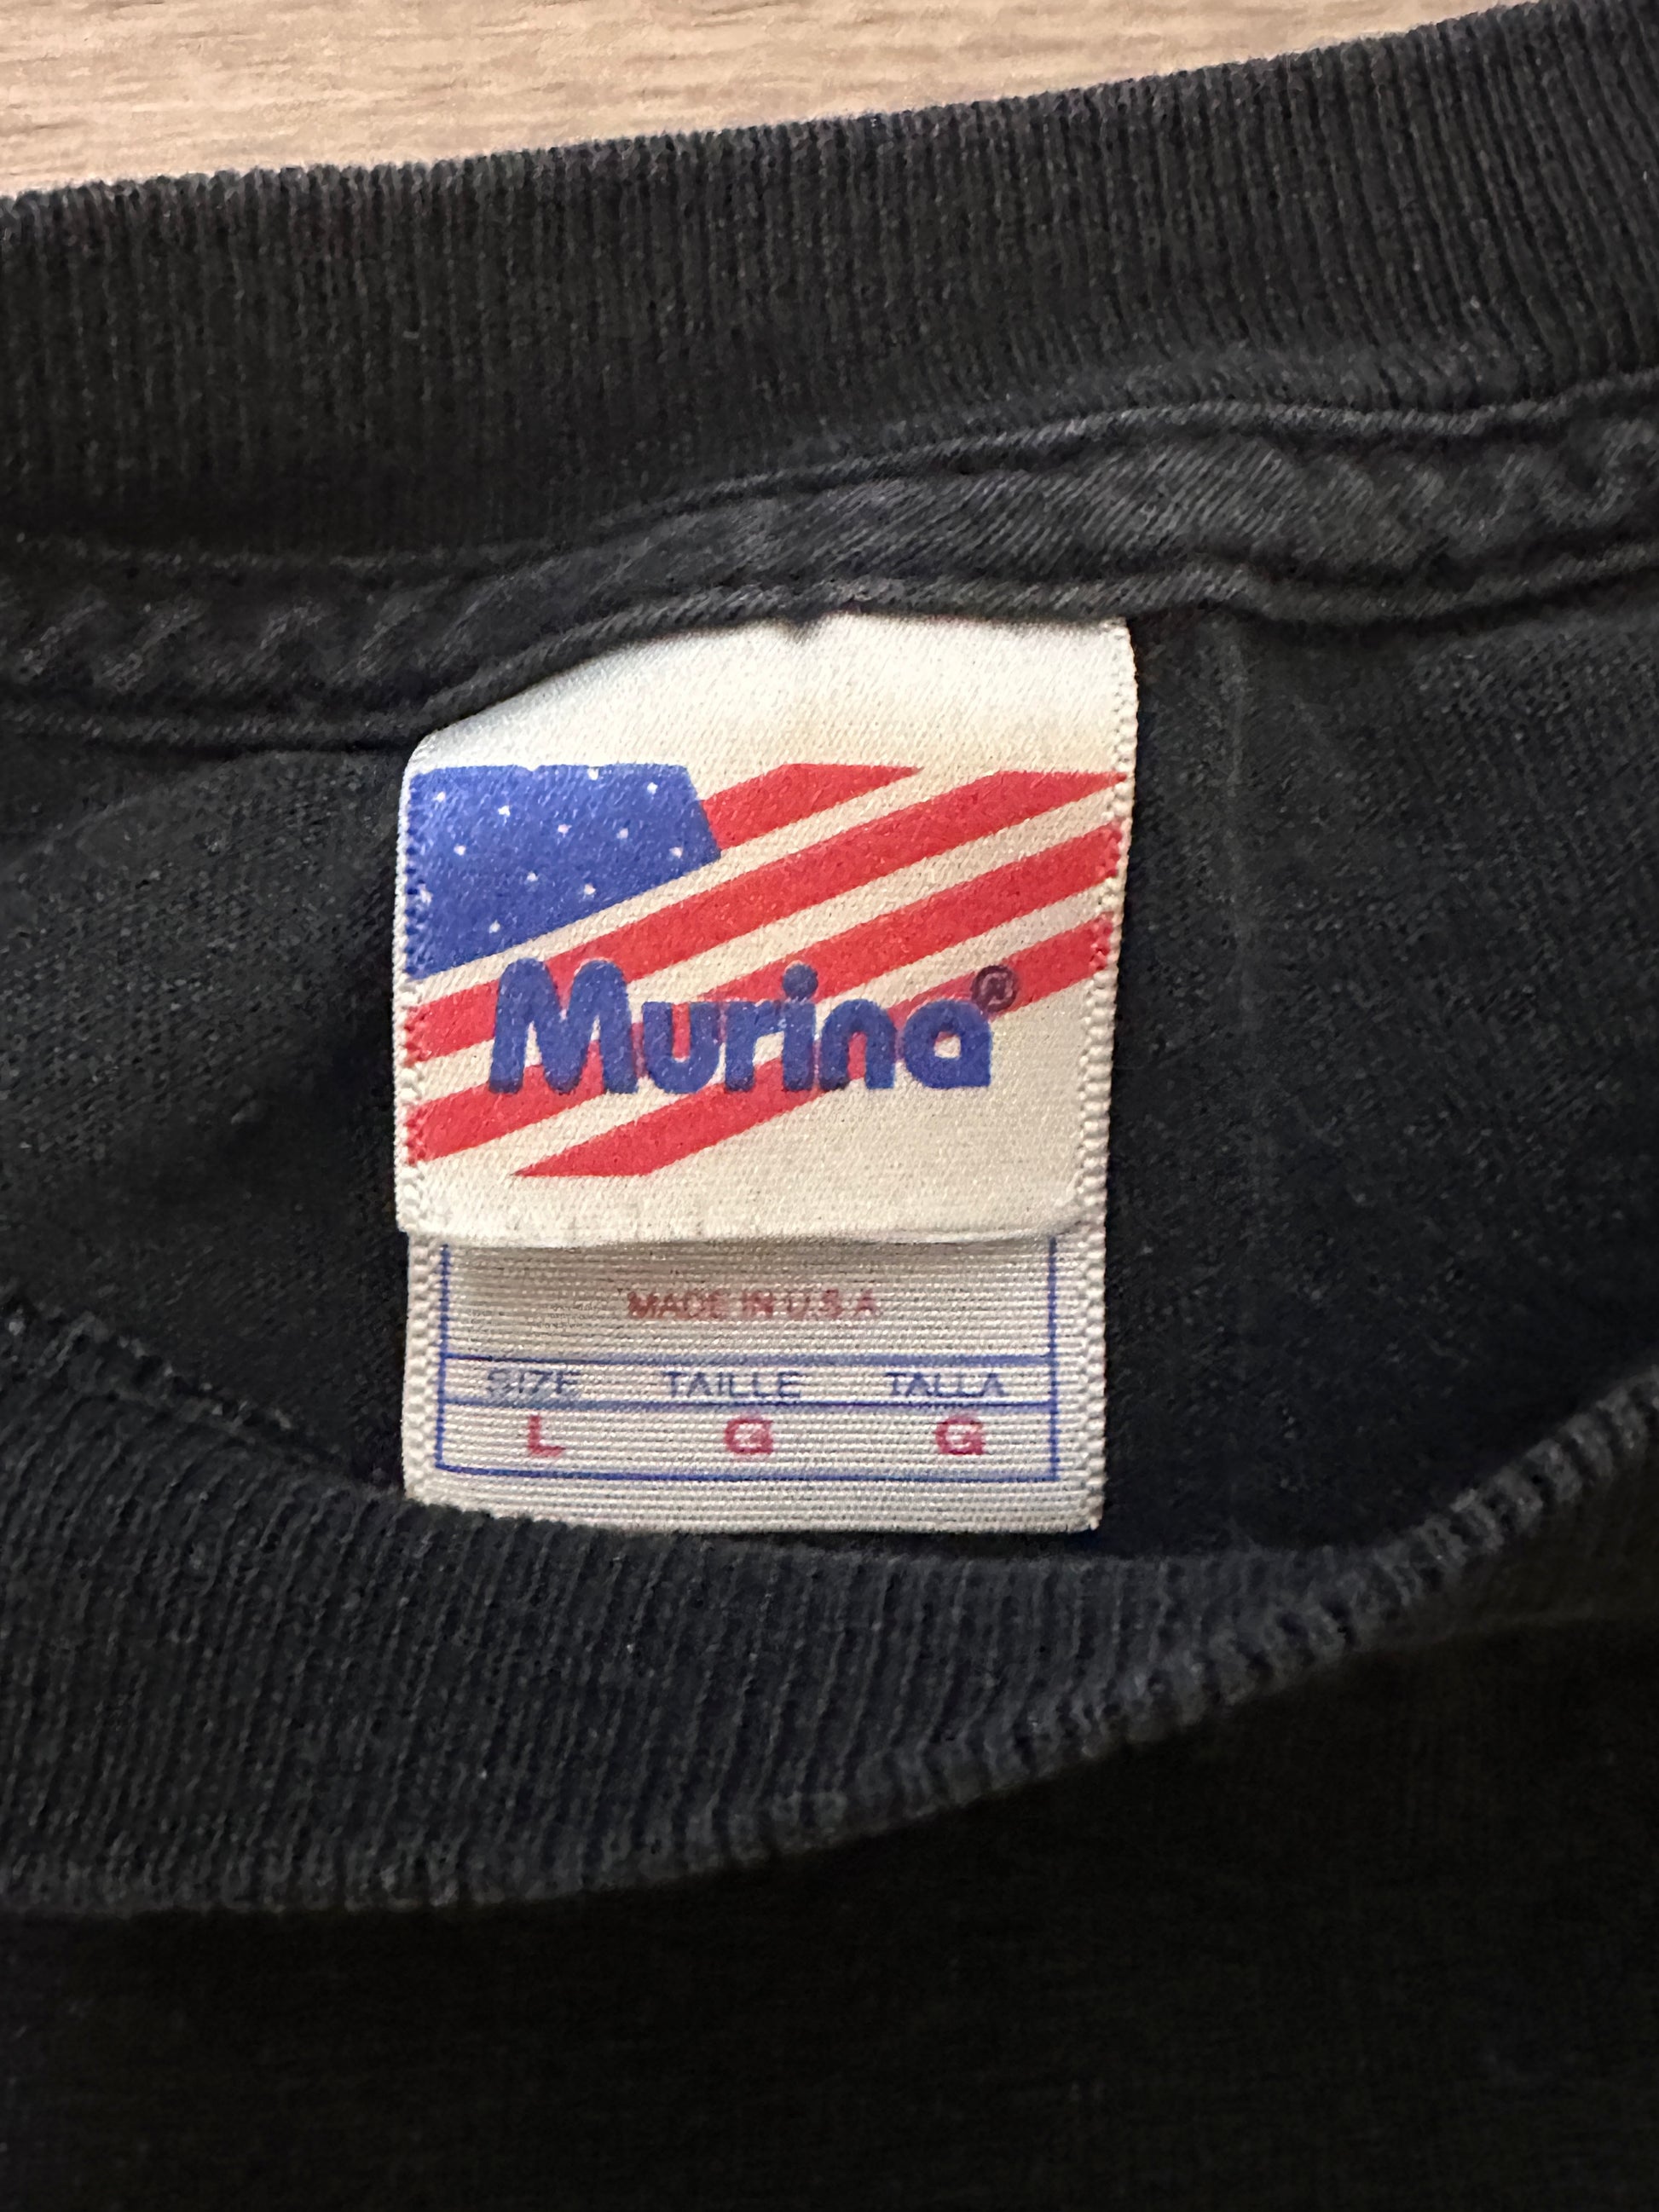 Murina®
MADE IN U.S.A
SIZE TAILLE TALLA
L G G